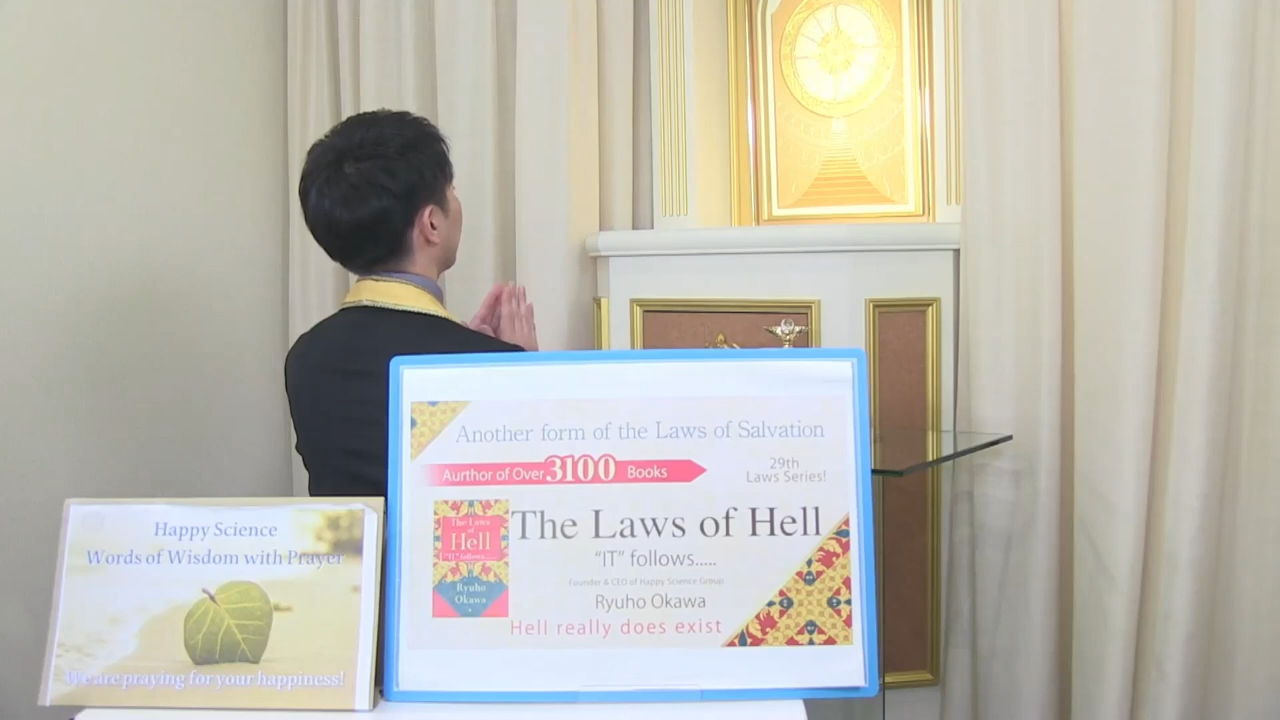 Happy Science
Words of Wisdom with Prayer
We are praying for your happiness!
Another form of the Laws of Salvation
Aurthor of Over 3100 Books
29th
Laws Series!
The Laws
of
Hell
"IT" follows.....
Ryuho
Okawa
The Laws of Hell
"IT" follows.....
Founder & CEO of Happy Science Group
Ryuho Okawa
Hell really does exist